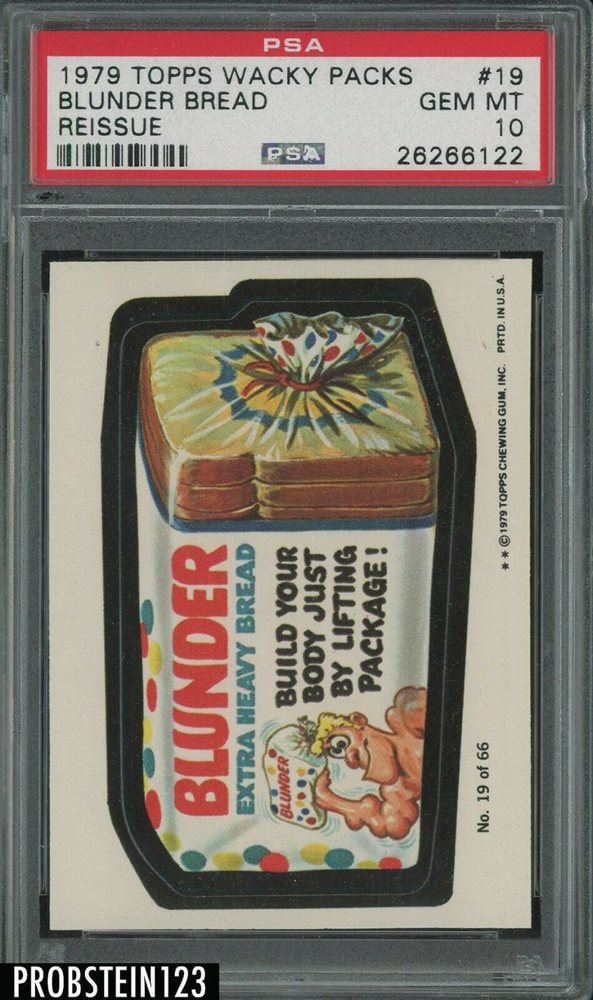 PSA
1979 TOPPS WACKY PACKS #19
BLUNDER BREAD GEM MT
REISSUE 10
PSA 26266122
BLUNDER
EXTRA HEAVY BREAD
BUILD YOUR
BODY JUST
BY LIFTING
PACKAGE!
BLUNDER
No. 19 of 66
** © 1979 TOPPS CHEWING GUM, INC. PRTD. IN U.S.A.
PROBSTEIN123